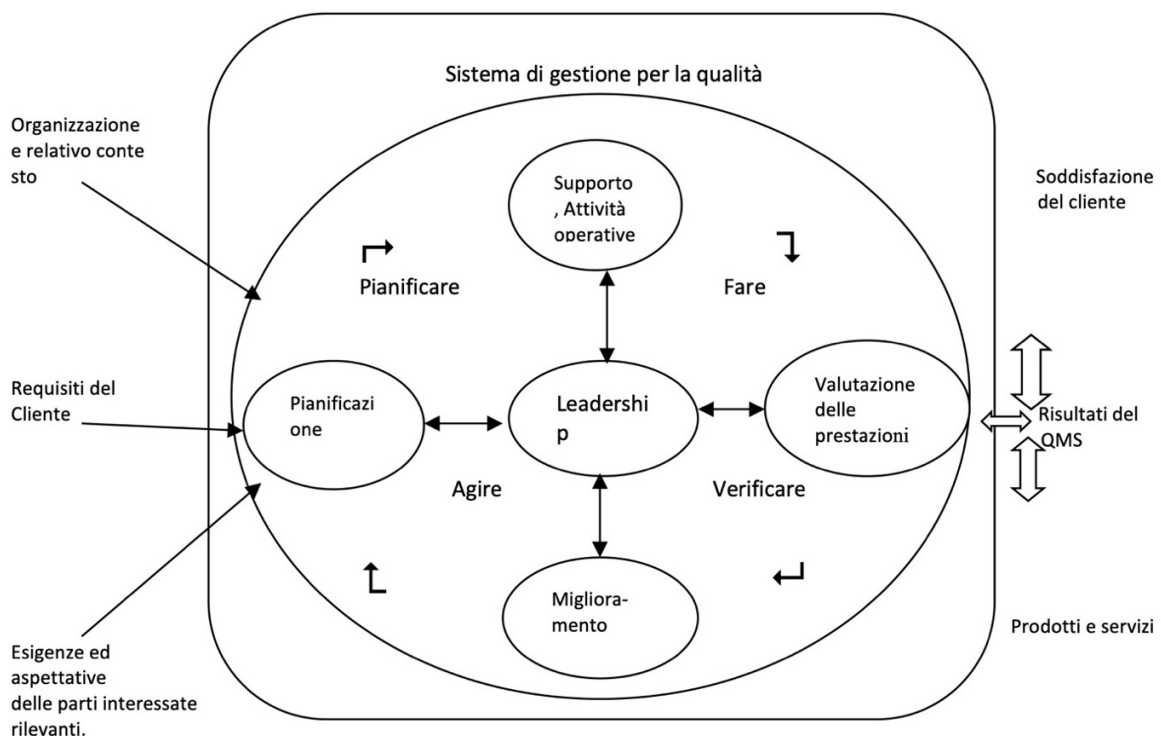 Sistema di gestione per la qualità
Organizzazione
e relativo conte
sto
Supporto
, Attività
operative
Soddisfazione
del cliente
Pianificare
Fare
Requisiti del
Cliente
Pianificazi
one
Leadershi
p
Valutazione
delle
prestazioni
Risultati del
QMS
Agire
Verificare
Migliora-
mento
Prodotti e servizi
Esigenze ed
aspettative
delle parti interessate
rilevanti.